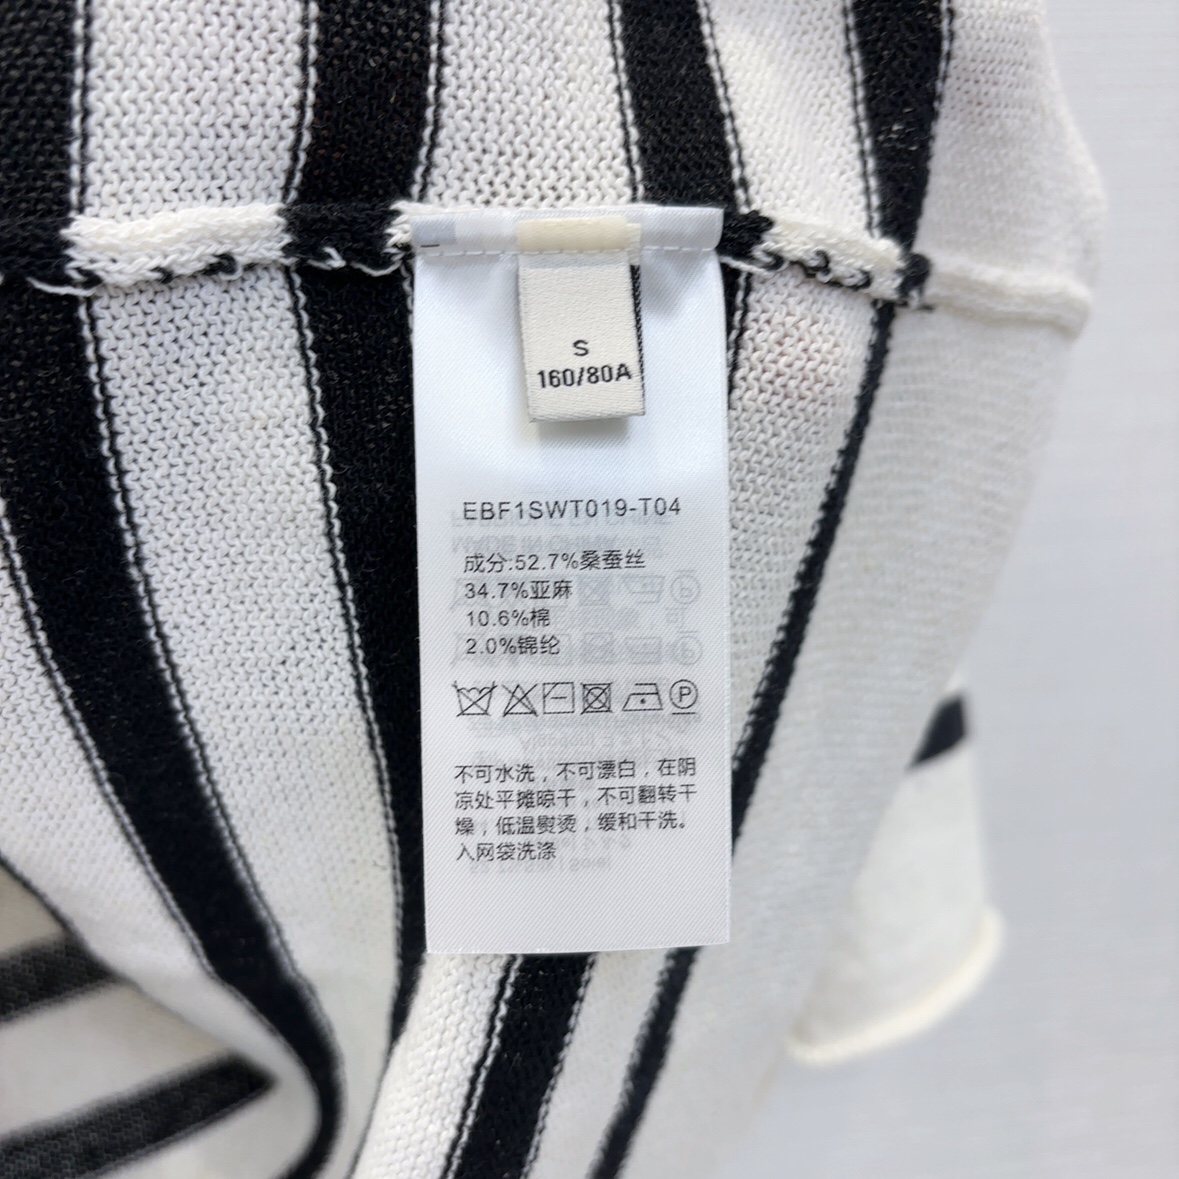 S
160/80A
EBF1SWT019-T04
成分:52.7%桑蚕丝
34.7%亚麻
10.6%棉
2.0%锦纶
P
不可水洗，不可漂白，在阴
凉处平摊晾干，不可翻转干
燥，低温熨烫，缓和干洗。
入网袋洗涤